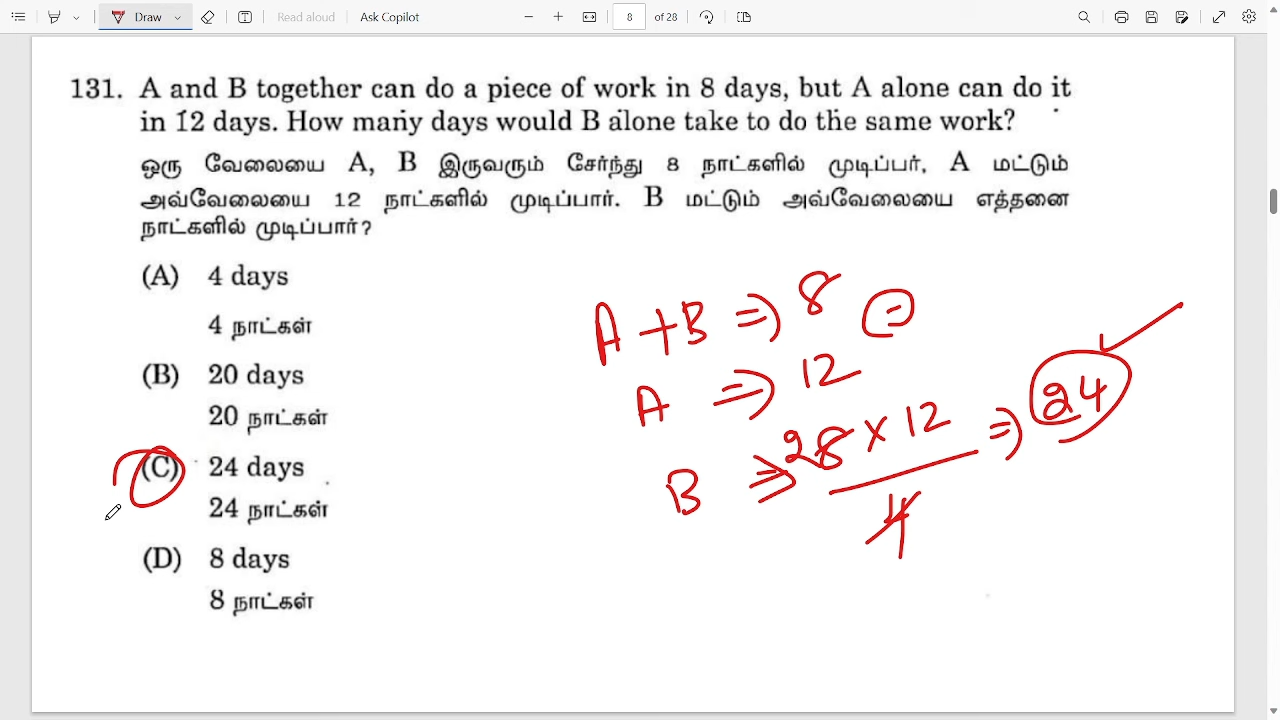 Draw
Read aloud
Ask Copilot
8
of 28
131. A and B together can do a piece of work in 8 days, but A alone can do it
in 12 days. How many days would B alone take to do the same work?
ஒரு வேலையை A, B இருவரும் சேர்ந்து 8 நாட்களில் முடிப்பர், A மட்டும்
அவ்வேலையை 12 நாட்களில் முடிப்பார். B மட்டும் அவ்வேலையை எத்தனை
நாட்களில் முடிப்பார்?
(A) 4 days
4 நாட்கள்
(B) 20 days
20 நாட்கள்
(C) 24 days
24 நாட்கள்
(D) 8 days
8 நாட்கள்
A + B => 8 (-)
A => 12
B => 28 × 12 => 24
4